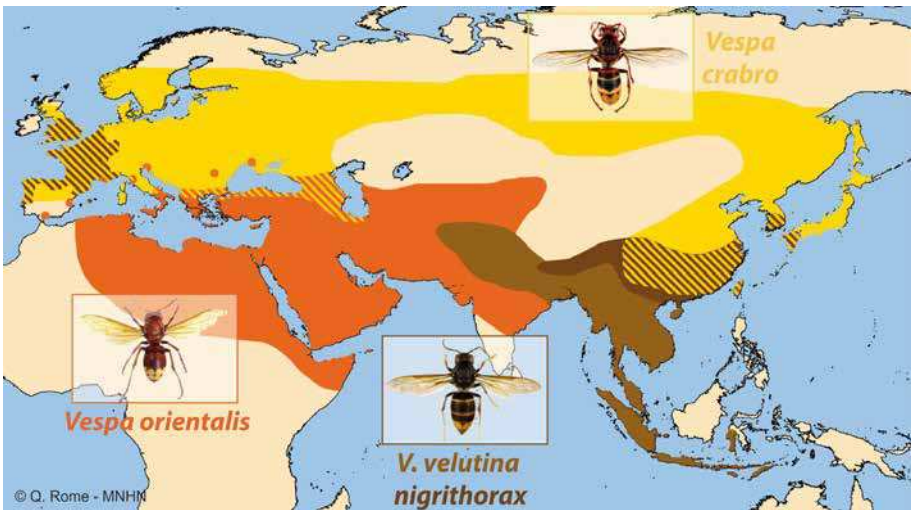 Vespa
crabro
Vespa orientalis
V. velutina
nigrithorax
© Q. Rome - MNHN